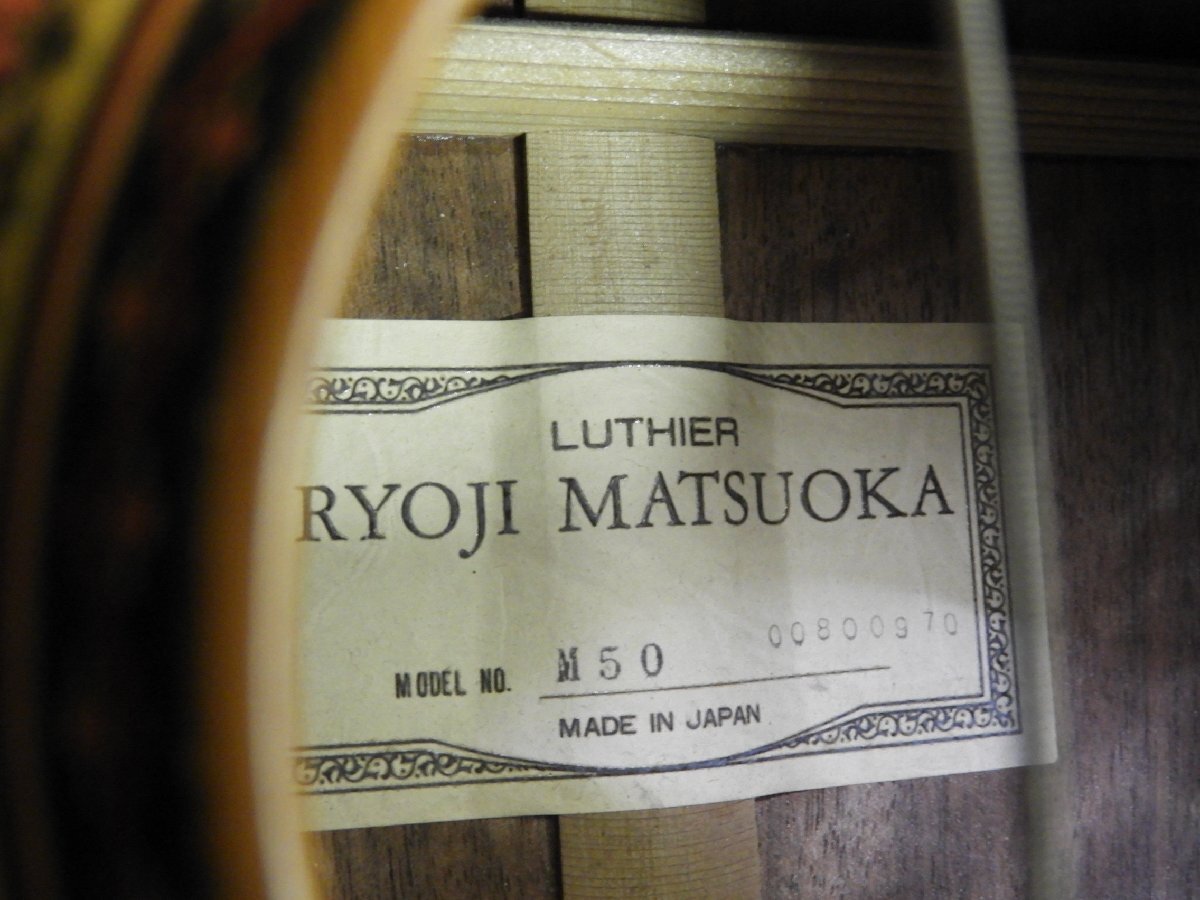 LUTHIER
RYOJI MATSUOKA
00800970
MODEL NO. M50
MADE IN JAPAN